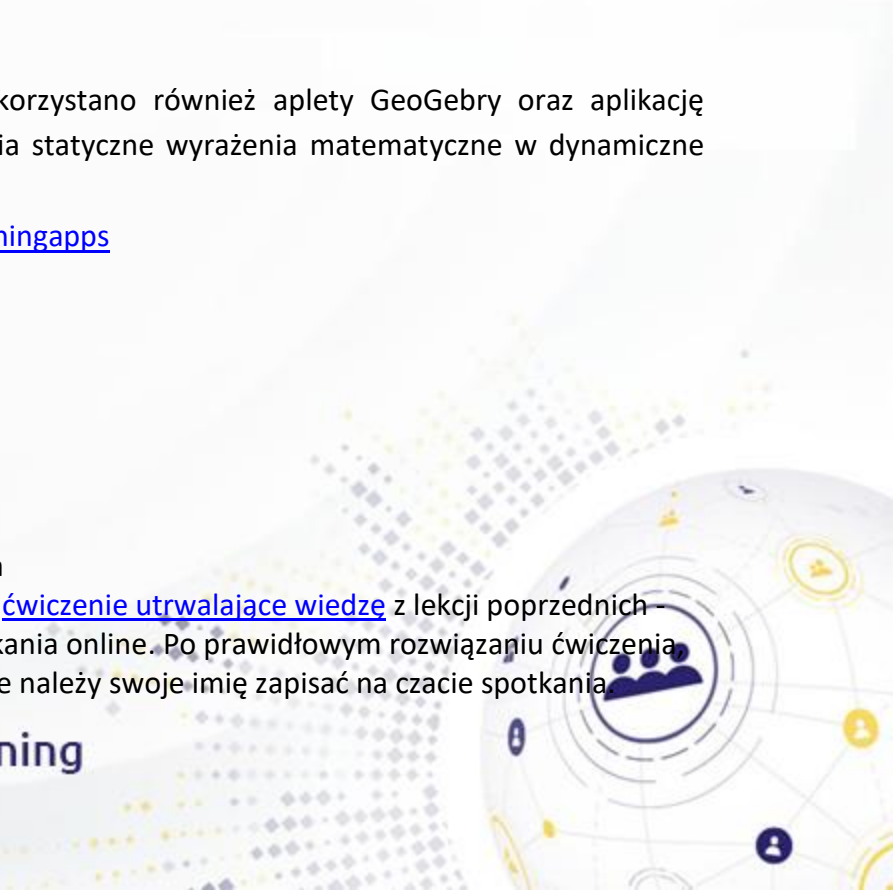 korzystano również aplety GeoGebry oraz aplikację
ia statyczne wyrażenia matematyczne w dynamiczne
ningapps
ćwiczenie utrwalające wiedzę z lekcji poprzednich -
kania online. Po prawidłowym rozwiązaniu ćwiczenia,
e należy swoje imię zapisać na czacie spotkania.
ning